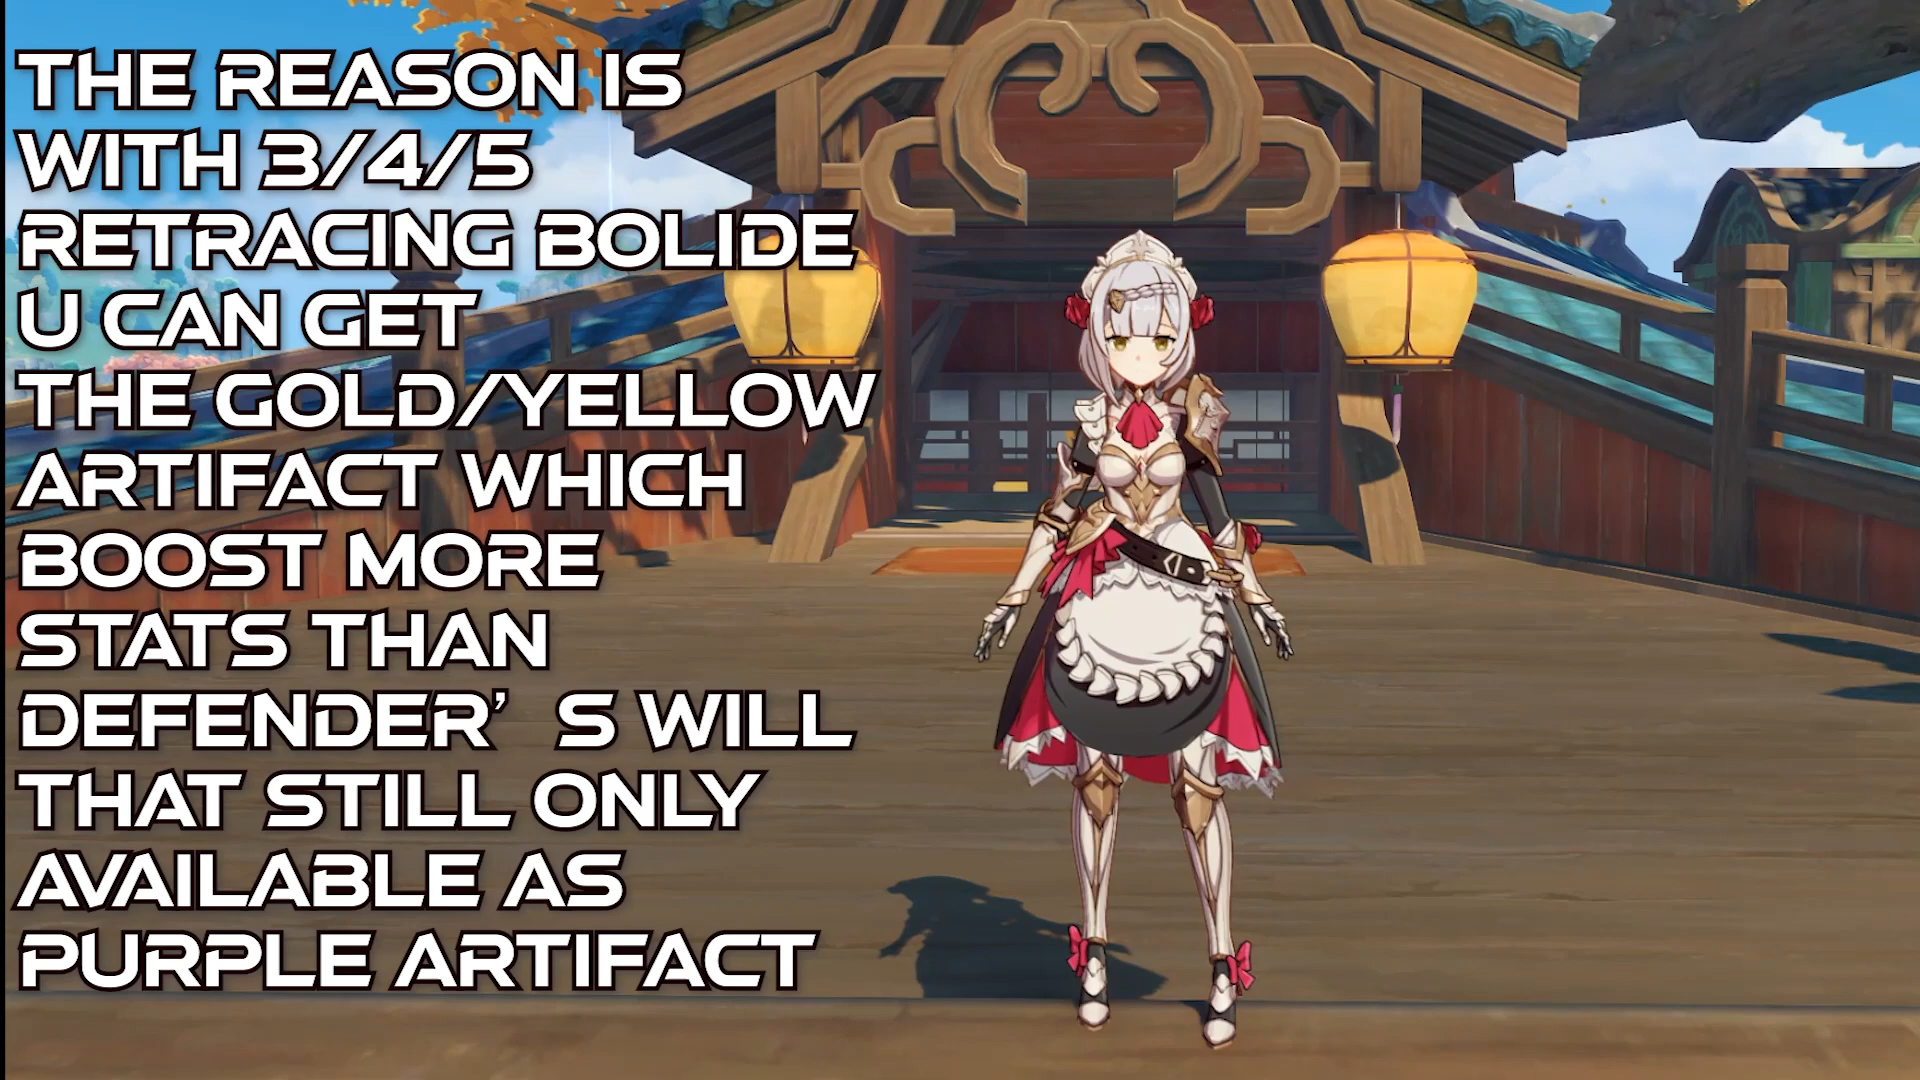 THE REASON IS
WITH 3/4/5
RETRACING BOLIDE
U CAN GET
THE GOLD/YELLOW
ARTIFACT WHICH
BOOST MORE
STATS THAN
DEFENDER’S WILL
THAT STILL ONLY
AVAILABLE AS
PURPLE ARTIFACT